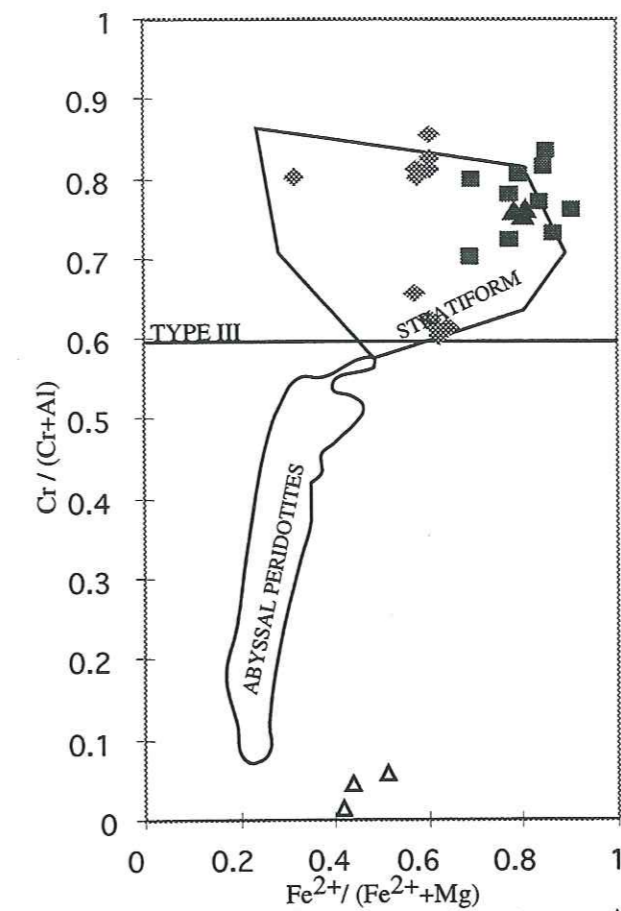 1
0.9
0.8
0.7
STRATIFORM
TYPE III
0.6
0.5
Cr / (Cr+Al)
0.4
ABYSSAL PERIDOTITES
0.3
0.2
0.1
0
0 0.2 0.4 0.6 0.8 1
Fe2+/ (Fe2++Mg)